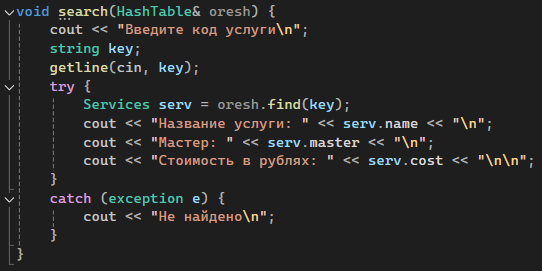 void search(HashTable& oresh) {
    cout << "Введите код услуги\n";
    string key;
    getline(cin, key);
    try {
        Services serv = oresh.find(key);
        cout << "Название услуги: " << serv.name << "\n";
        cout << "Мастер: " << serv.master << "\n";
        cout << "Стоимость в рублях: " << serv.cost << "\n\n";
    }
    catch (exception e) {
        cout << "Не найдено\n";
    }
}